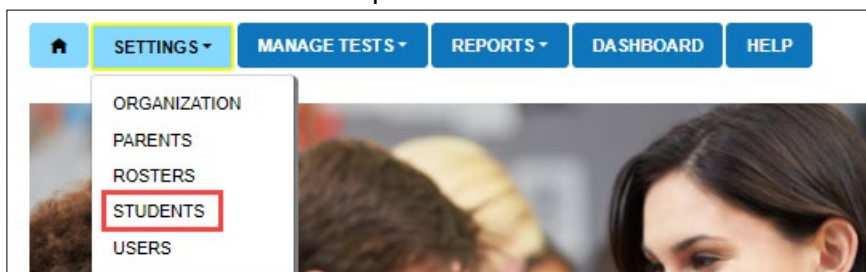 SETTINGS MANAGE TESTS REPORTS DASHBOARD HELP
ORGANIZATION
PARENTS
ROSTERS
STUDENTS
USERS